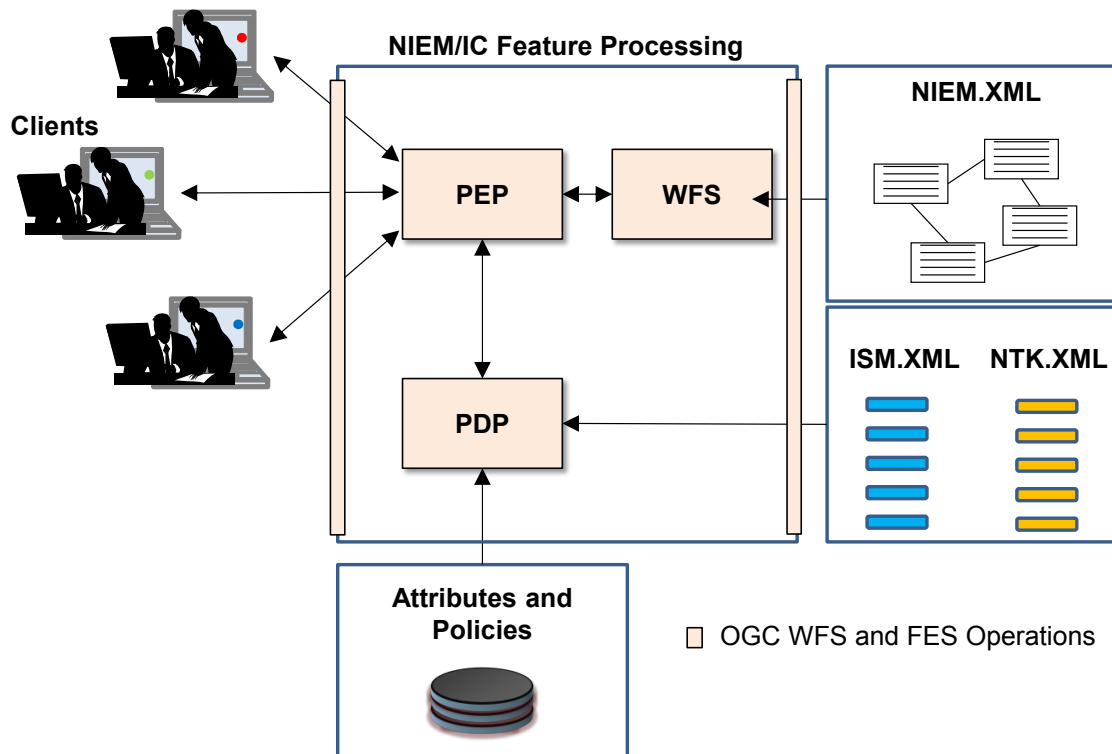 NIEM/IC Feature Processing
Clients
NIEM.XML
PEP
WFS
ISM.XML
NTK.XML
PDP
Attributes and
Policies
OGC WFS and FES Operations